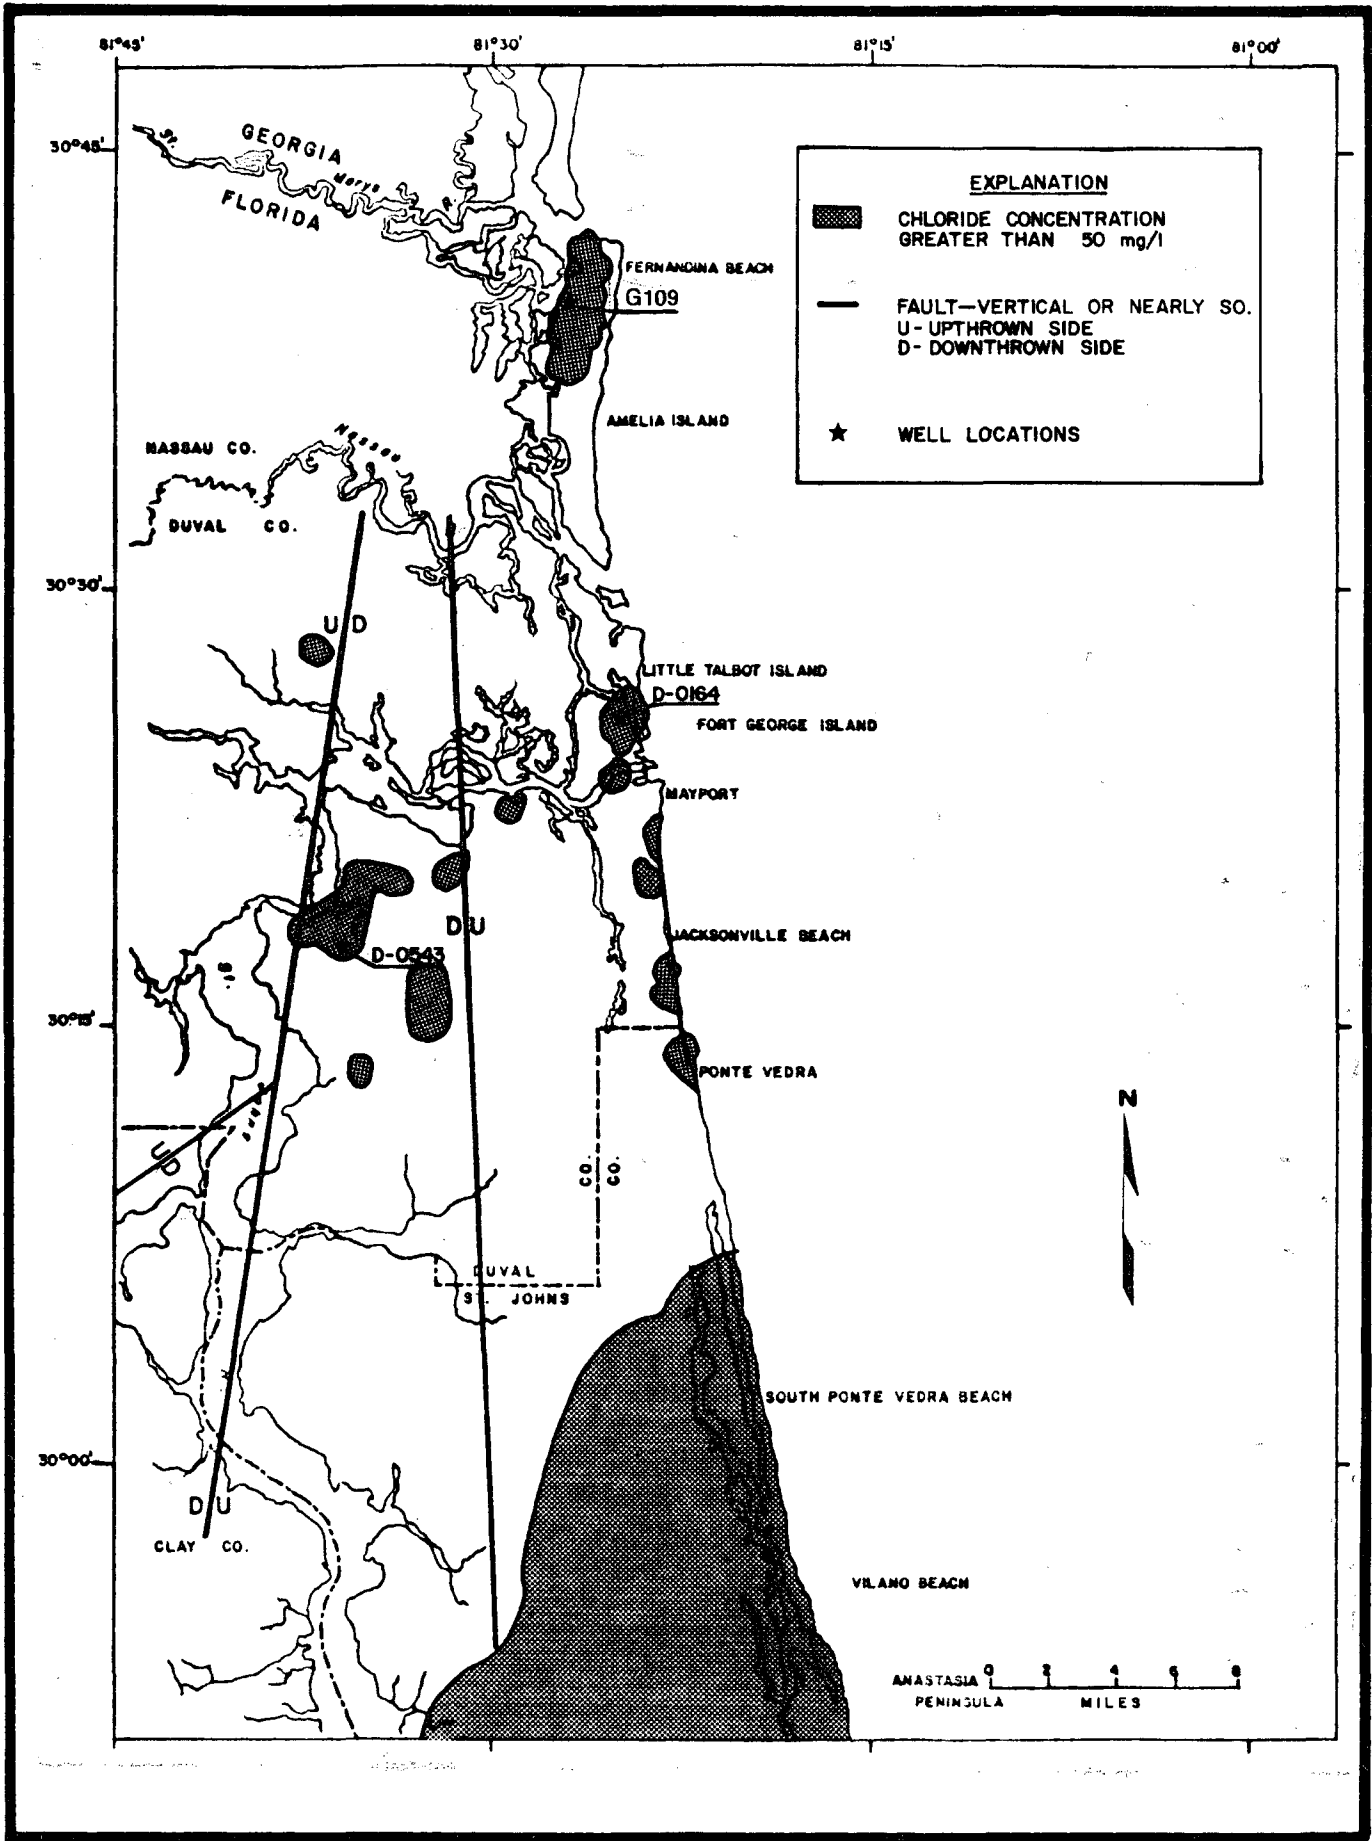 81°45'
81°30'
81°15'
81°00'
30°45'
St.
GEORGIA
Marys
R.
FLORIDA
EXPLANATION
CHLORIDE CONCENTRATION
GREATER THAN 50 mg/l
FAULT—VERTICAL OR NEARLY SO.
U - UPTHROWN SIDE
D - DOWNTHROWN SIDE
WELL LOCATIONS
FERNANDINA BEACH
G109
AMELIA ISLAND
NASSAU CO.
Nassau
DUVAL CO.
30°30'
U D
LITTLE TALBOT ISLAND
D-0164
FORT GEORGE ISLAND
MAYPORT
D U
JACKSONVILLE BEACH
D-0543
St.
30°15'
PONTE VEDRA
N
U D
CO.
CO.
DUVAL
ST. JOHNS
SOUTH PONTE VEDRA BEACH
30°00'
D U
CLAY CO.
VILANO BEACH
ANASTASIA
PENINSULA
0 2 4 6 8
MILES